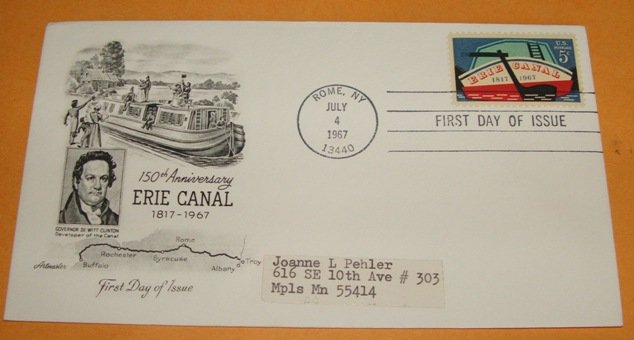 150th Anniversary
ERIE CANAL
1817-1967
GOVERNOR DE WITT CLINTON
Developer of the Canal
Rome
Rochester
Syracuse
Buffalo
Albany
Troy
Artmaster
First Day of Issue
ROME, NY
JULY
4
1967
13440
U.S.
POSTAGE
5¢
ERIE CANAL
1817 1967
FIRST DAY OF ISSUE
Joanne L Pehler
616 SE 10th Ave # 303
Mpls Mn 55414